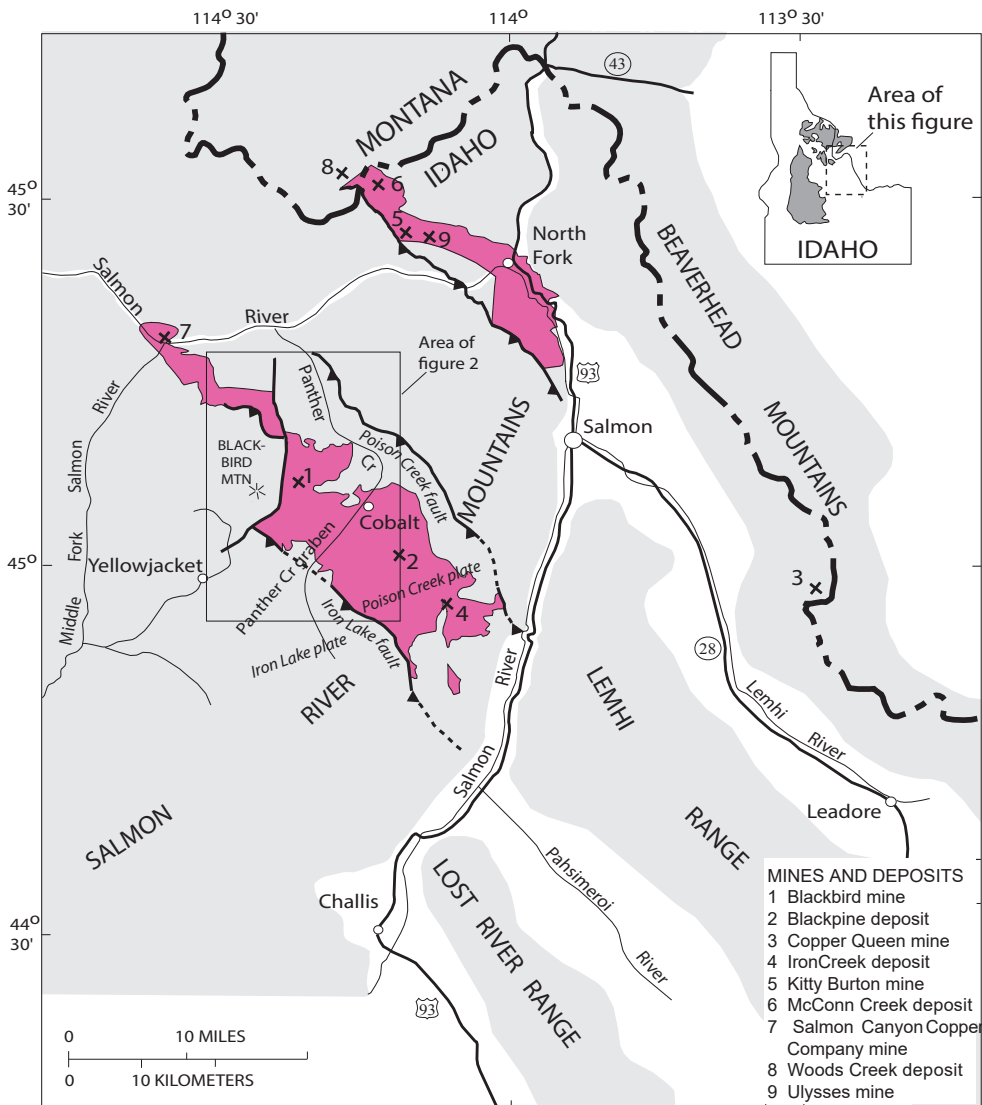 114° 30'
114°
113° 30'
43
MONTANA
IDAHO
Area of
this figure
IDAHO
8
6
5
9
45°
30'
North
Fork
BEAVERHEAD
MOUNTAINS
Salmon
River
7
Area of
figure 2
Panther
Cr
93
River
Poison Creek fault
MOUNTAINS
Salmon
BLACK-
BIRD
MTN
1
Salmon
Fork
Middle
Cobalt
45°
Yellowjacket
Panther Cr graben
2
Poison Creek plate
4
3
Iron Lake fault
Iron Lake plate
RIVER
River
28
LEMHI
Lemhi
River
Salmon
SALMON
RANGE
Leadore
Pahsimeroi
River
Challis
LOST RIVER RANGE
44°
30'
93
MINES AND DEPOSITS
1 Blackbird mine
2 Blackpine deposit
3 Copper Queen mine
4 IronCreek deposit
5 Kitty Burton mine
6 McConn Creek deposit
7 Salmon Canyon Copper
Company mine
8 Woods Creek deposit
9 Ulysses mine
0 10 MILES
0 10 KILOMETERS